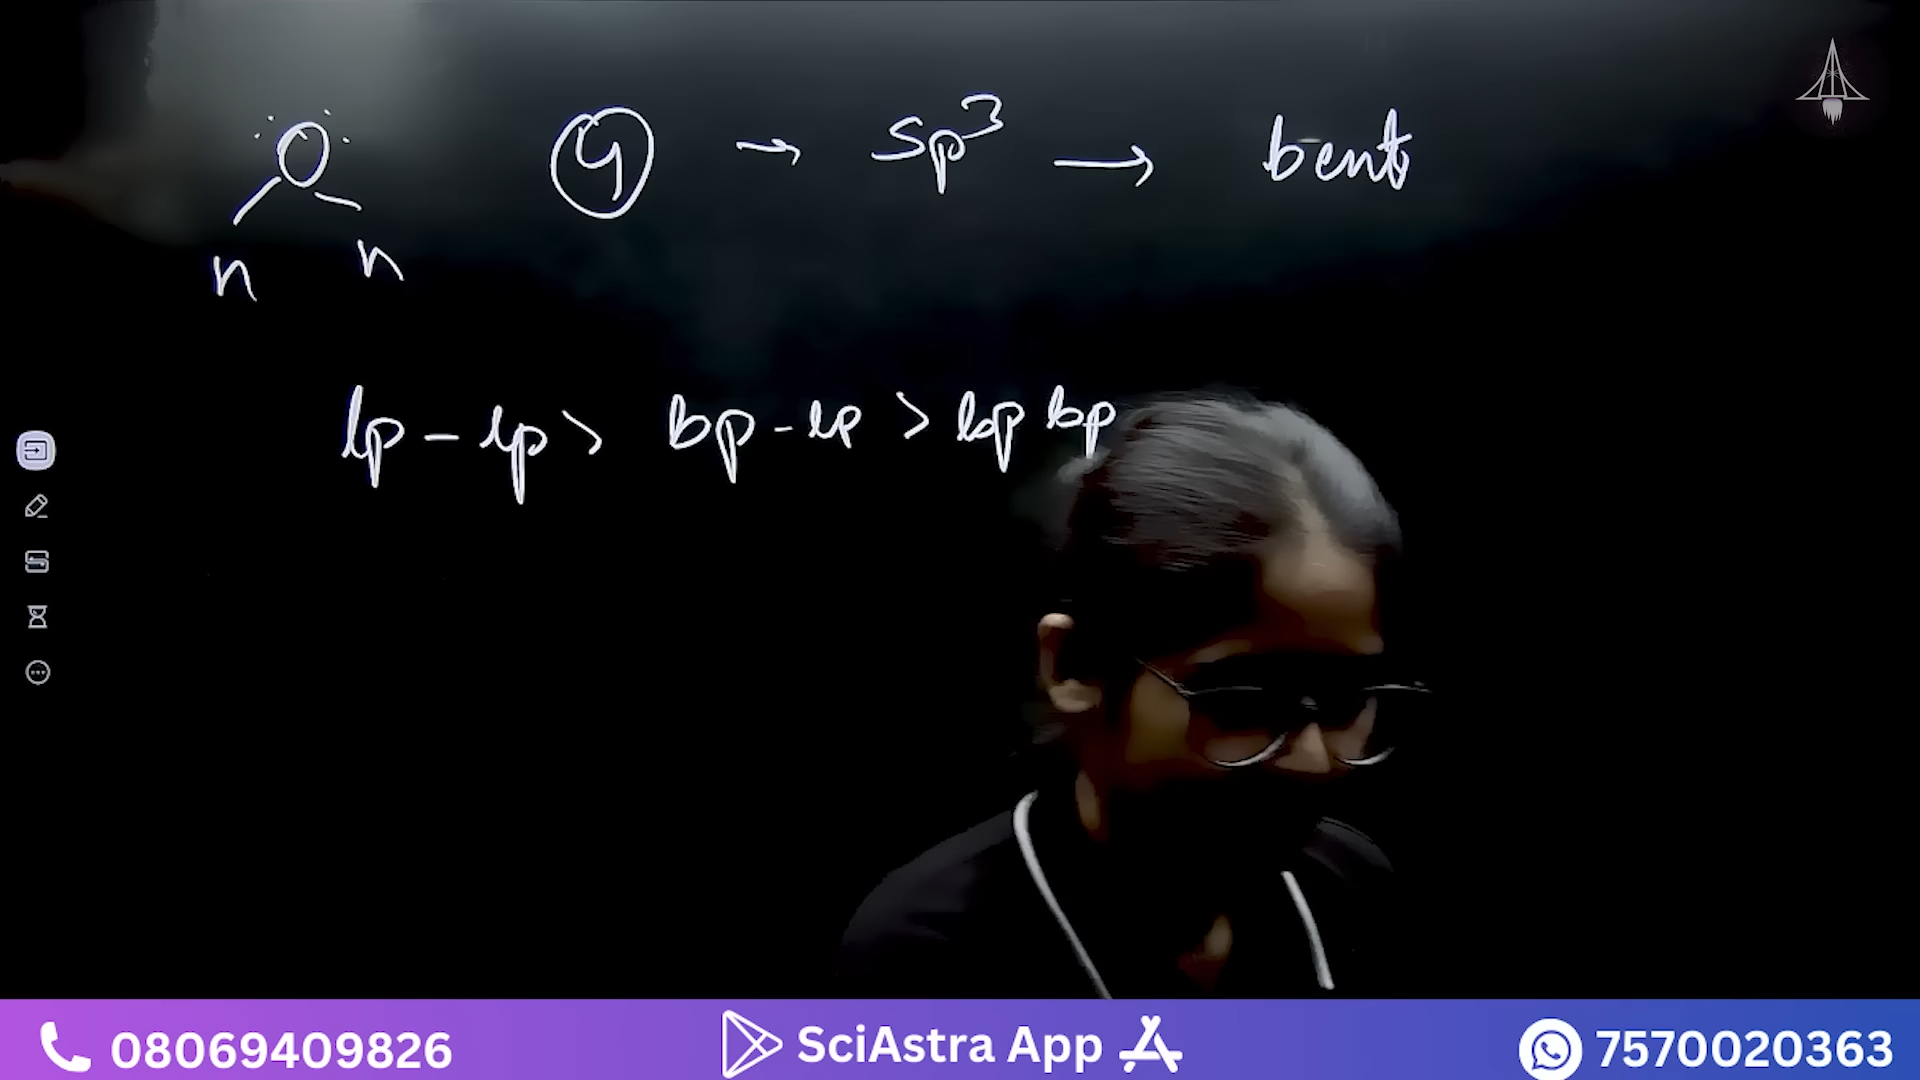 :O:
n n
4 → sp³ → bent
lp - lp > bp - lp > bp bp
08069409826 SciAstra App 7570020363